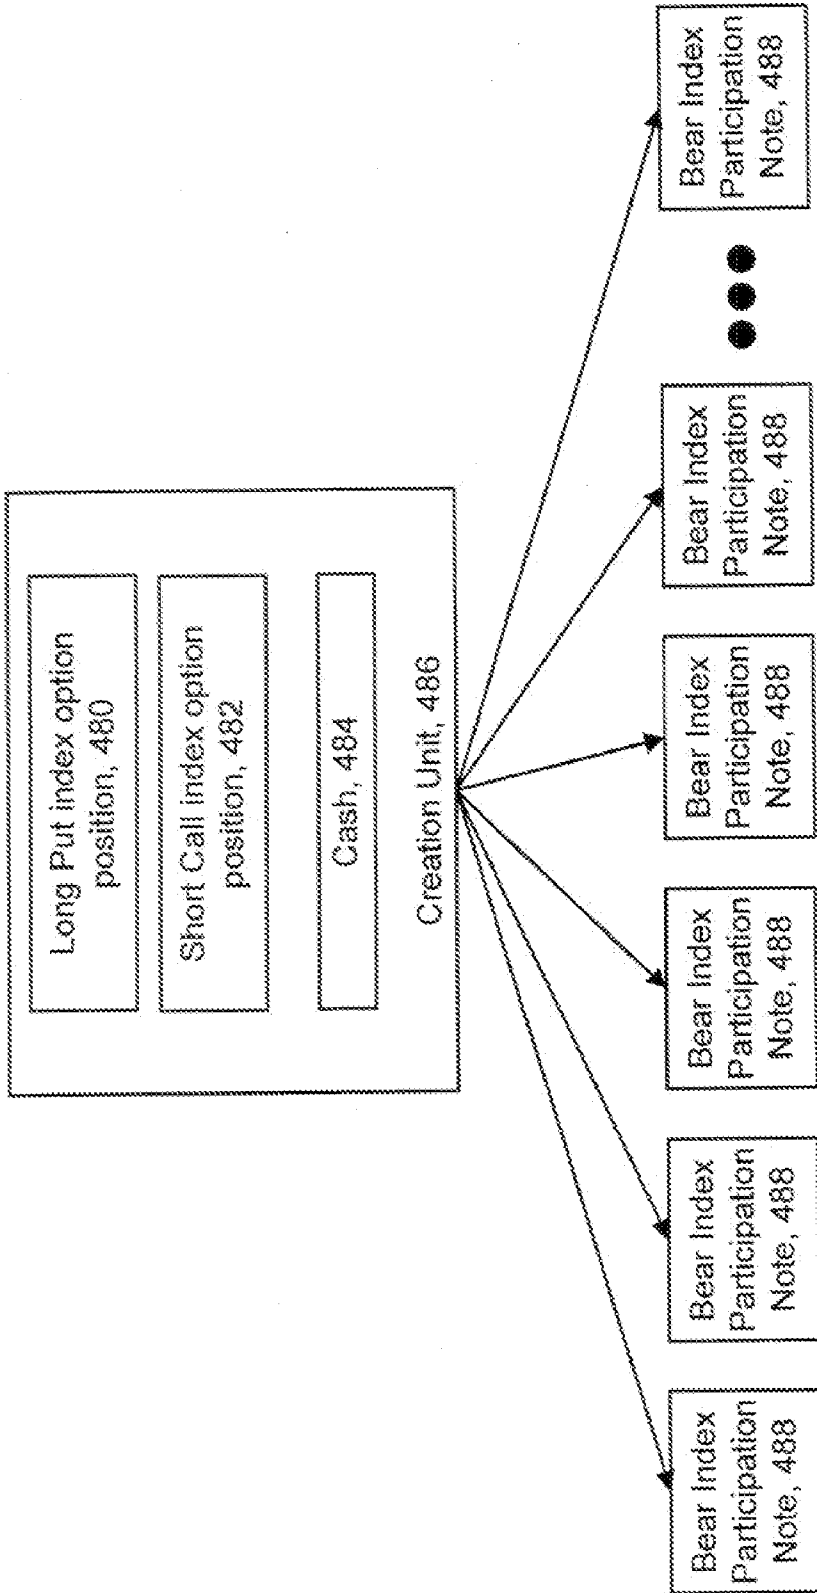 Long Put index option
position, 480
Short Call index option
position, 482
Cash, 484
Creation Unit, 486
Bear Index
Participation
Note, 488
Bear Index
Participation
Note, 488
Bear Index
Participation
Note, 488
Bear Index
Participation
Note, 488
Bear Index
Participation
Note, 488
Bear Index
Participation
Note, 488